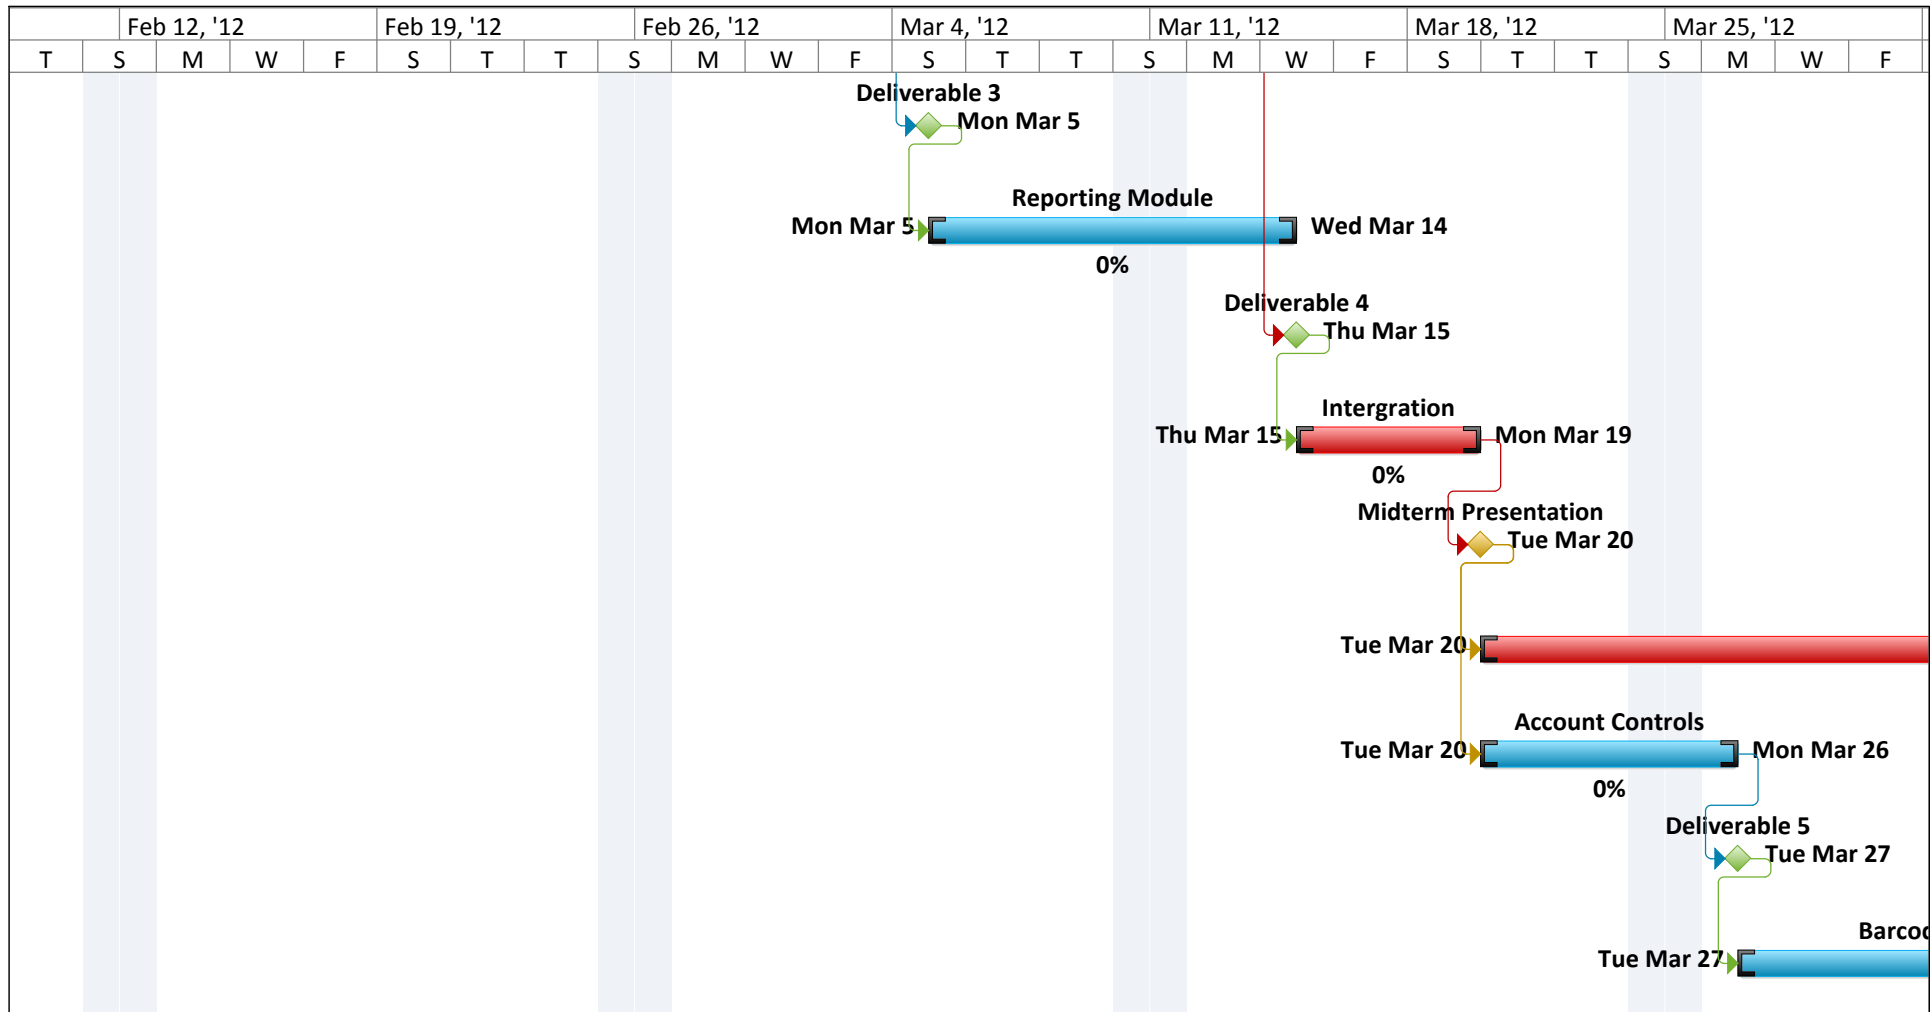 Feb 12, '12 Feb 19, '12 Feb 26, '12 Mar 4, '12 Mar 11, '12 Mar 18, '12 Mar 25, '12
T S M W F S T T S M W F S T T S M W F S T T S M W F
Deliverable 3
Mon Mar 5
Reporting Module
Mon Mar 5 Wed Mar 14
0%
Deliverable 4
Thu Mar 15
Intergration
Thu Mar 15 Mon Mar 19
0%
Midterm Presentation
Tue Mar 20
Tue Mar 20
Account Controls
Tue Mar 20 Mon Mar 26
0%
Deliverable 5
Tue Mar 27
Tue Mar 27